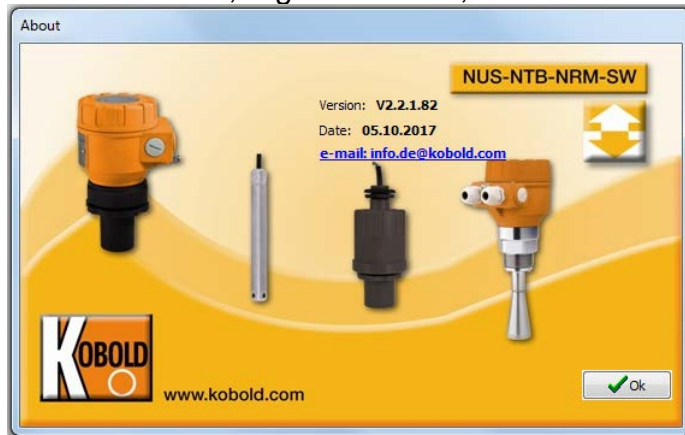 About
NUS-NTB-NRM-SW
Version: V2.2.1.82
Date: 05.10.2017
e-mail: info.de@kobold.com
KOBOLD
www.kobold.com
Ok